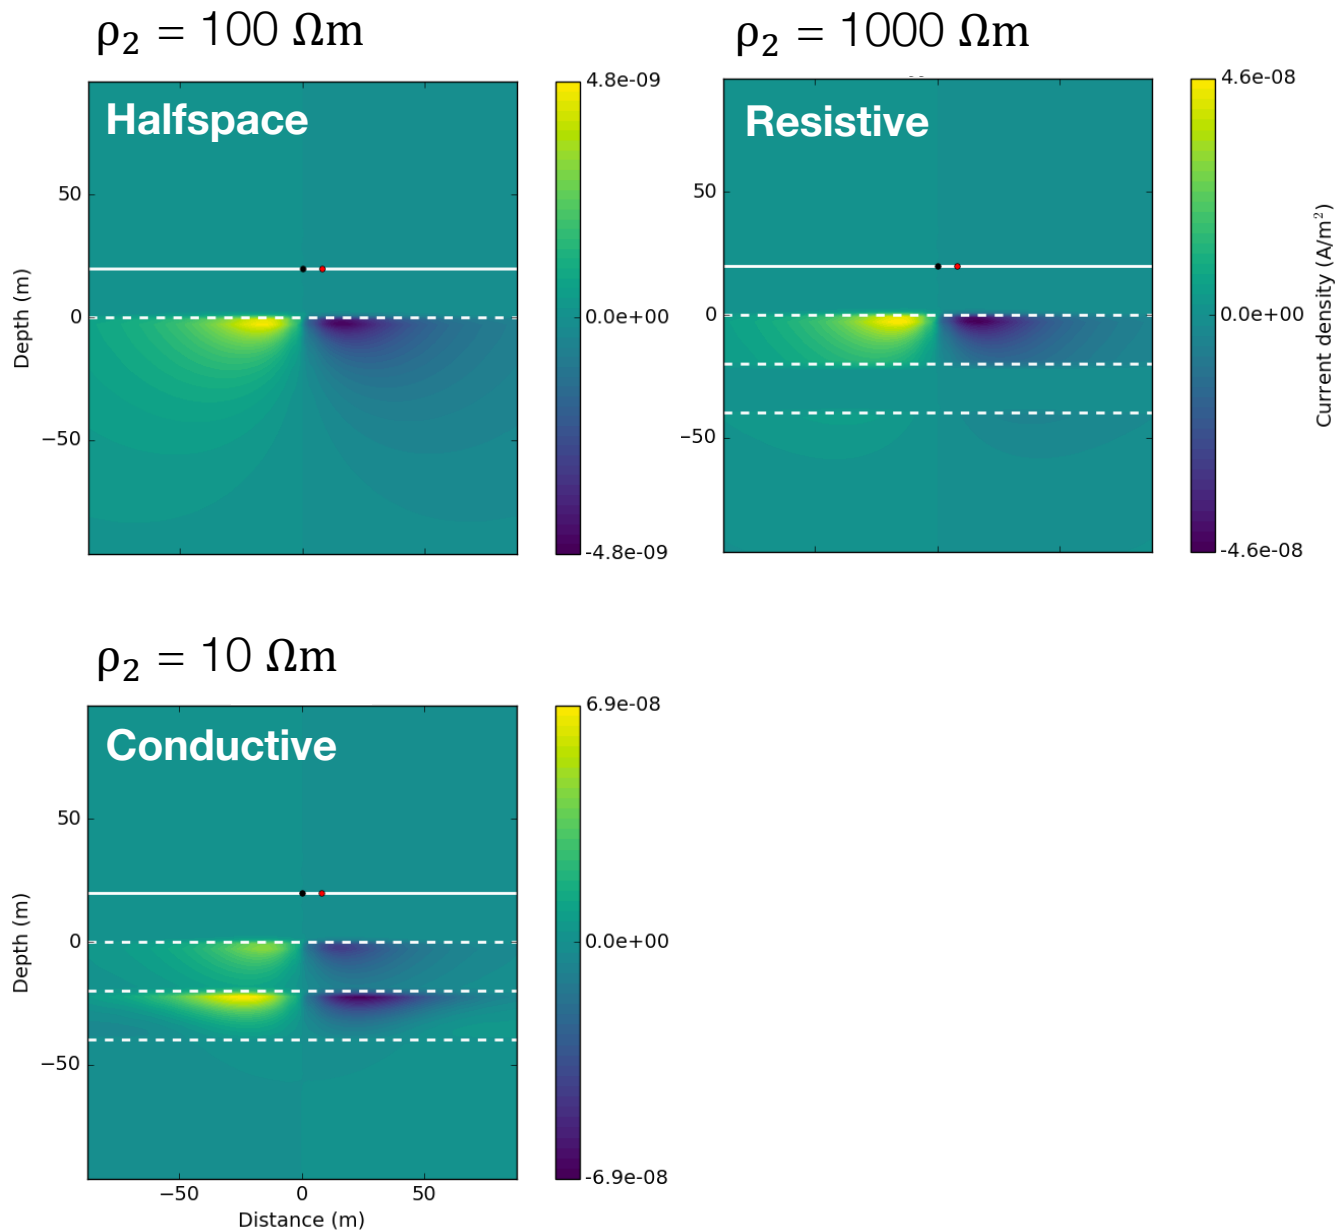 ρ₂ = 100 Ωm
Halfspace
50
0
−50
Depth (m)
4.8e-09
0.0e+00
-4.8e-09
ρ₂ = 1000 Ωm
Resistive
50
0
−50
4.6e-08
0.0e+00
-4.6e-08
Current density (A/m²)
ρ₂ = 10 Ωm
Conductive
50
0
−50
Depth (m)
−50 0 50
Distance (m)
6.9e-08
0.0e+00
-6.9e-08